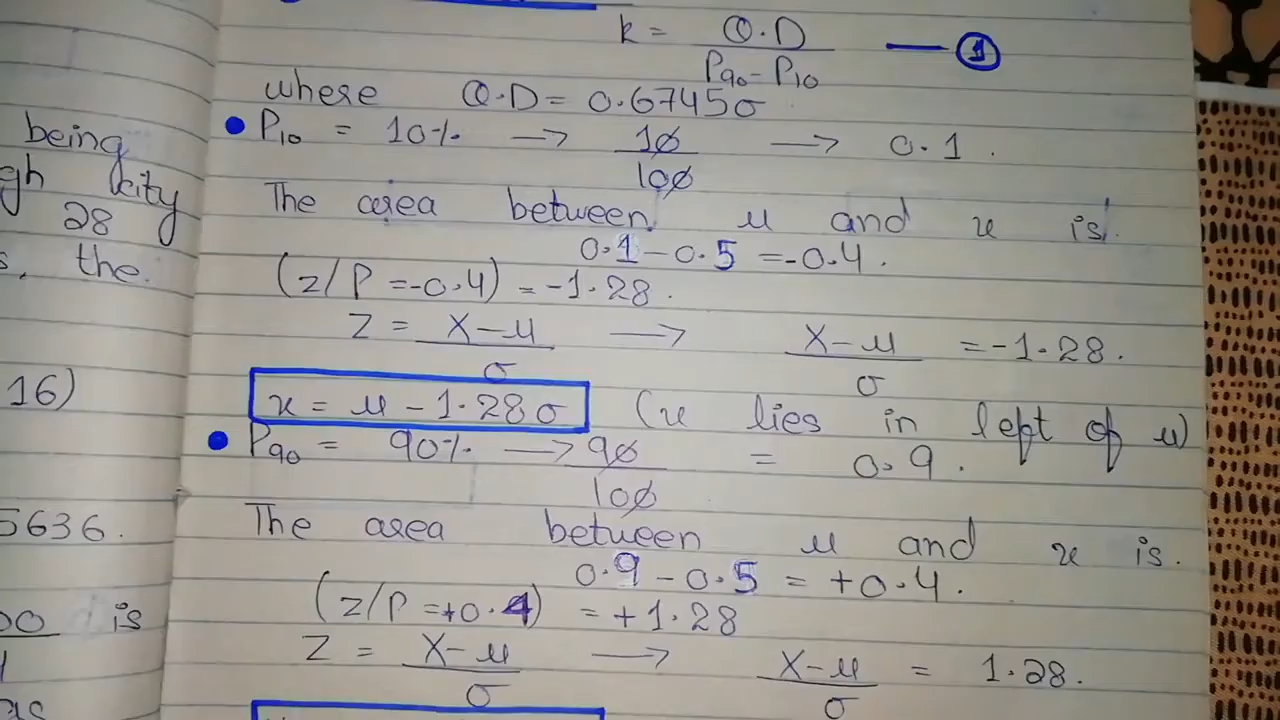 being
gh city
28
s, the.
16)
5636.
00 is
k = Q.D / P90 - P10 — 1
where Q.D = 0.6745σ
• P10 = 10% → 10/100 → 0.1.
The area between μ and x is.
0.1 - 0.5 = -0.4.
(z/P = -0.4) = -1.28.
Z = X-μ/σ → X-μ/σ = -1.28.
x = μ - 1.28σ (x lies in left of μ)
• P90 = 90% → 90/100 = 0.9.
The area between μ and x is.
0.9 - 0.5 = +0.4.
(z/P = +0.4) = +1.28
Z = X-μ/σ → X-μ/σ = 1.28.